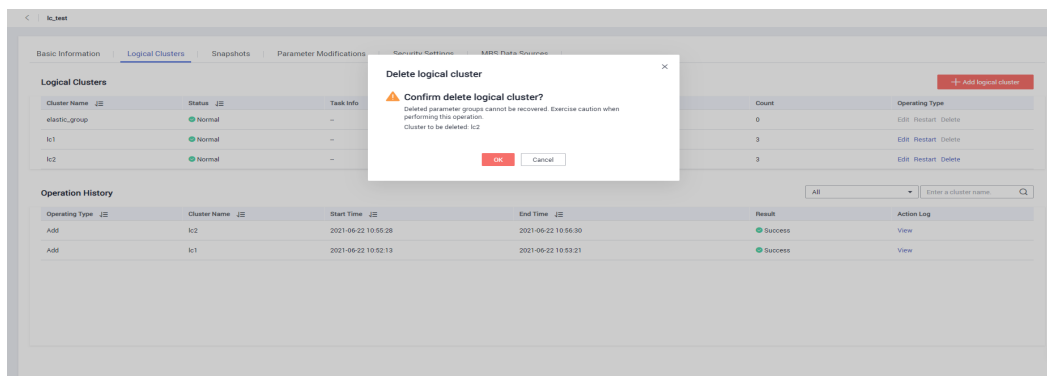 lc_test
Basic Information Logical Clusters Snapshots Parameter Modifications Security Settings MRS Data Sources
Delete logical cluster
Logical Clusters
+ Add logical cluster
Confirm delete logical cluster?
Deleted parameter groups cannot be recovered. Exercise caution when
performing this operation.
Cluster to be deleted: lc2
OK Cancel
Cluster Name Status Task Info Count Operating Type
elastic_group Normal -- 0 Edit Restart Delete
lc1 Normal -- 3 Edit Restart Delete
lc2 Normal -- 3 Edit Restart Delete
Operation History
All Enter a cluster name.
Operating Type Cluster Name Start Time End Time Result Action Log
Add lc2 2021-06-22 10:55:28 2021-06-22 10:56:30 Success View
Add lc1 2021-06-22 10:52:13 2021-06-22 10:53:21 Success View